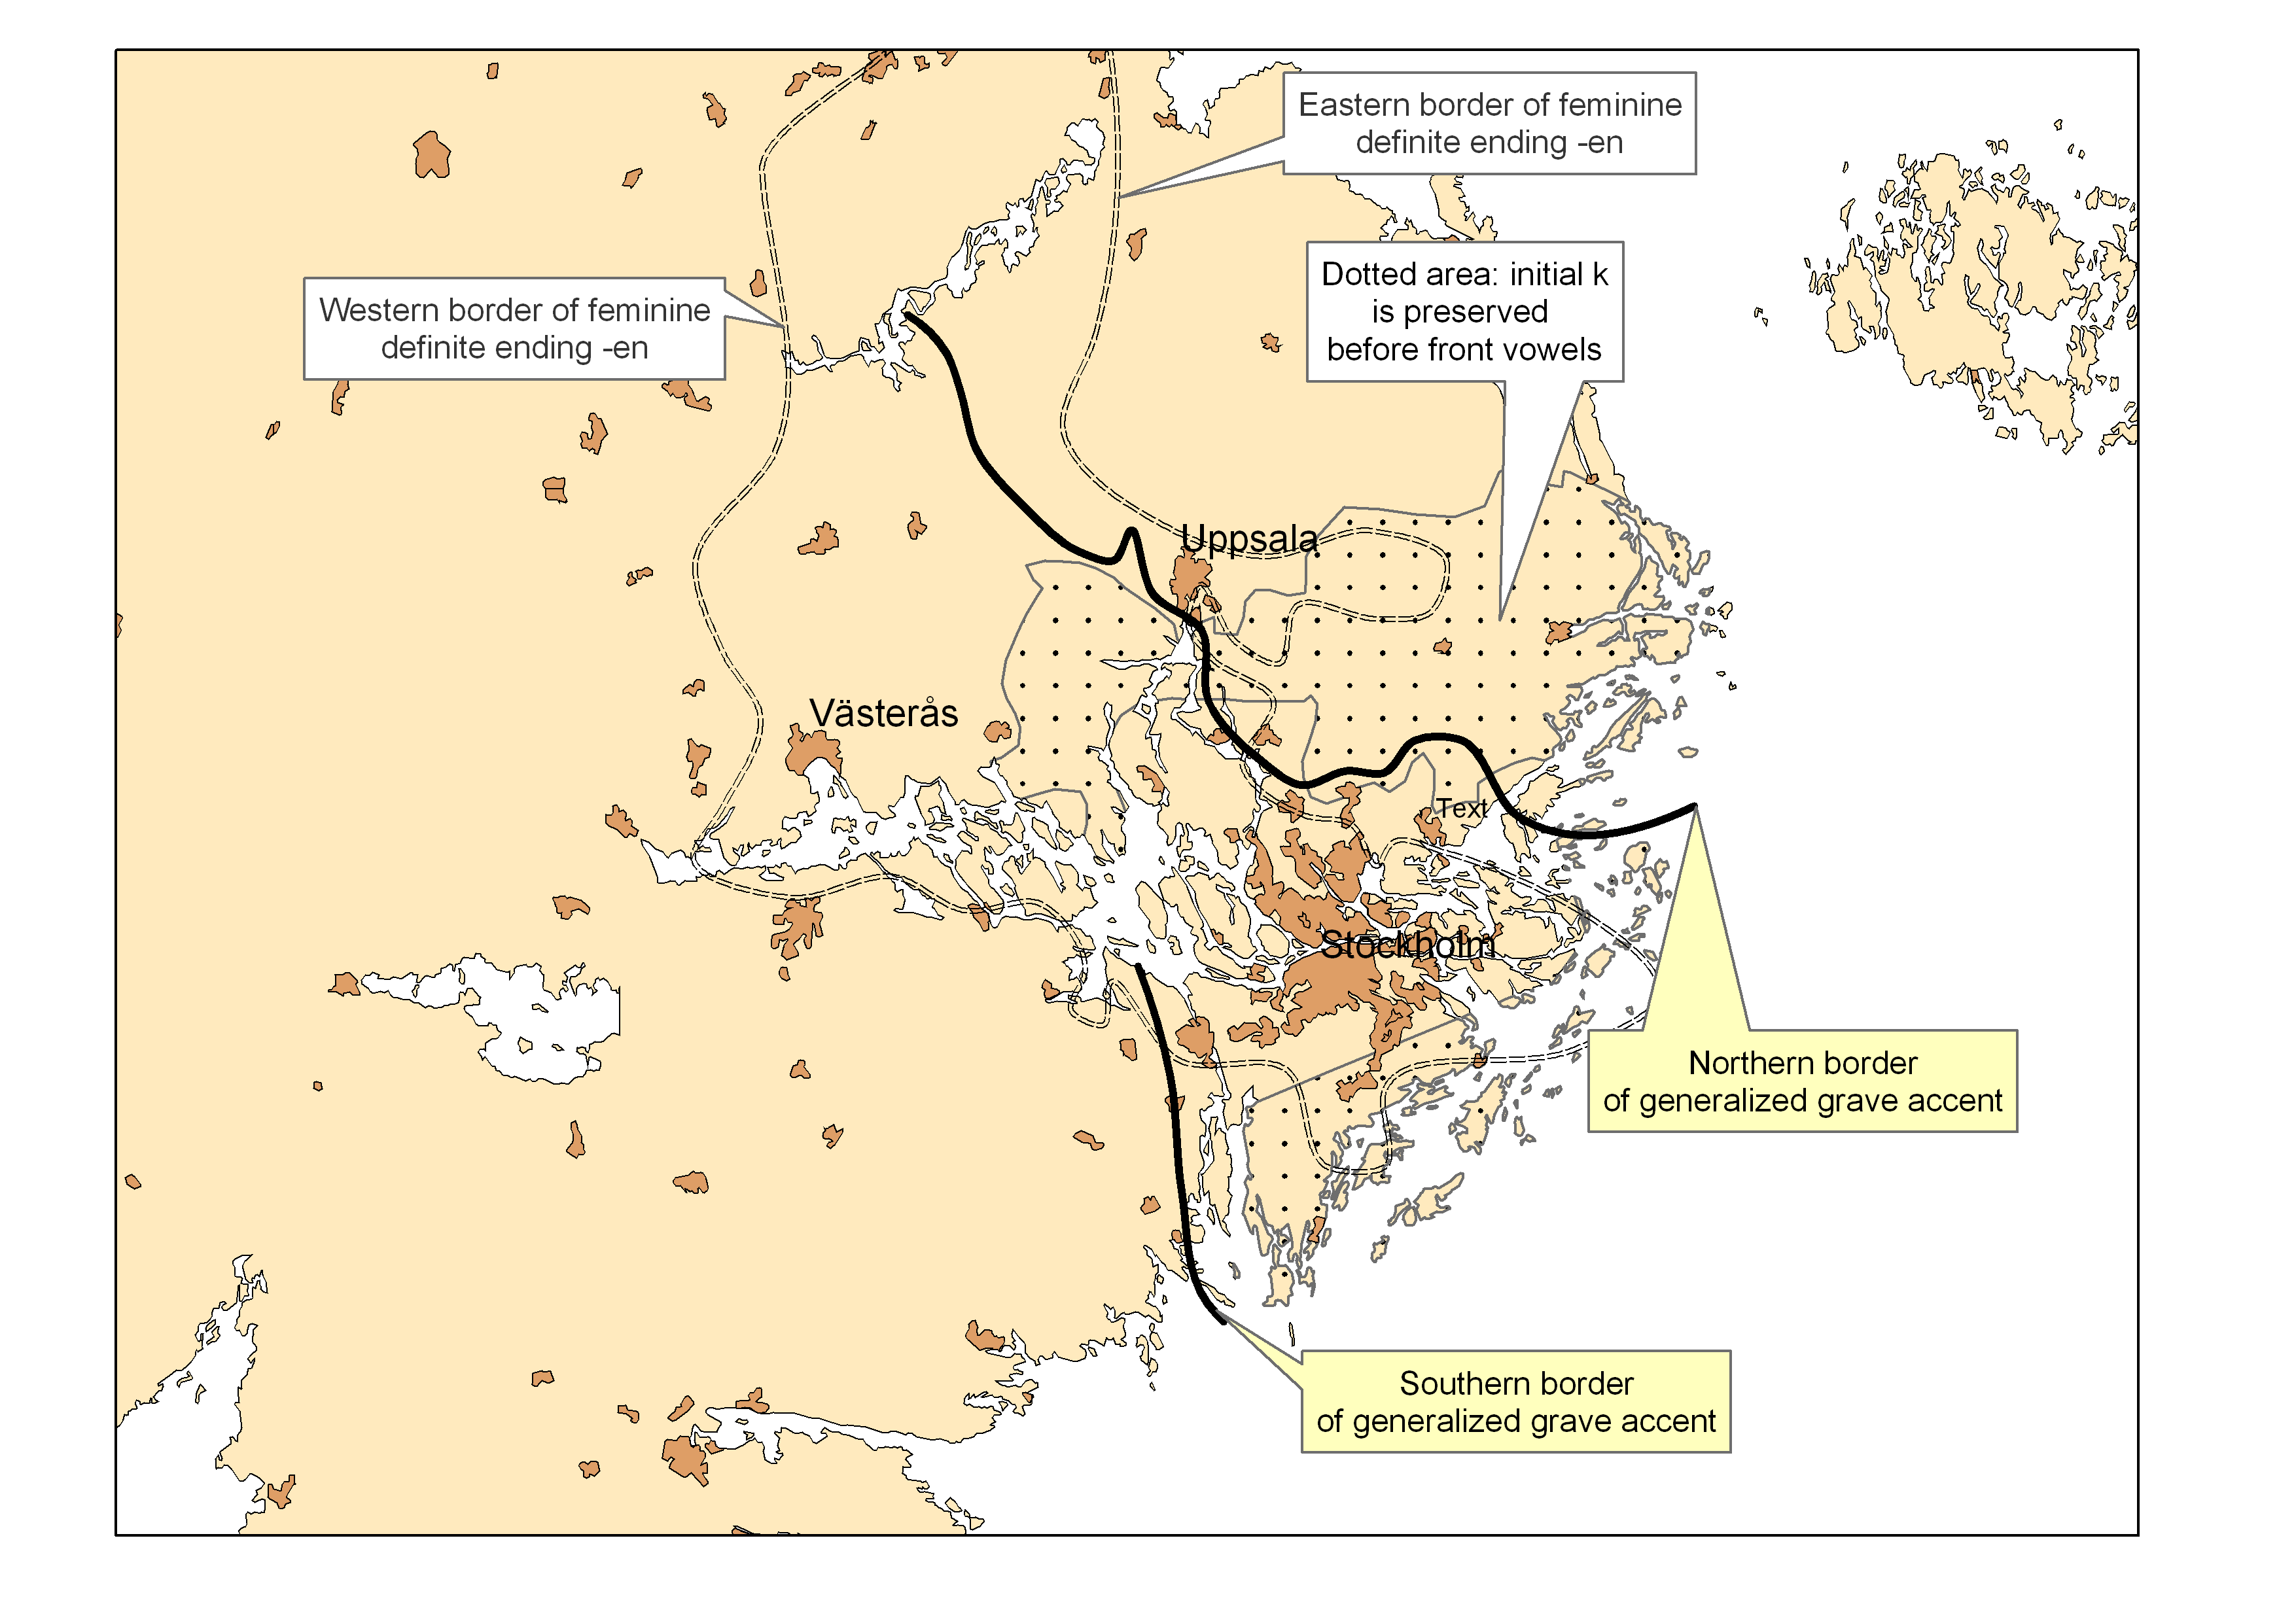 Eastern border of feminine
definite ending -en
Dotted area: initial k
is preserved
before front vowels
Western border of feminine
definite ending -en
Uppsala
Västerås
Text
Stockholm
Northern border
of generalized grave accent
Southern border
of generalized grave accent